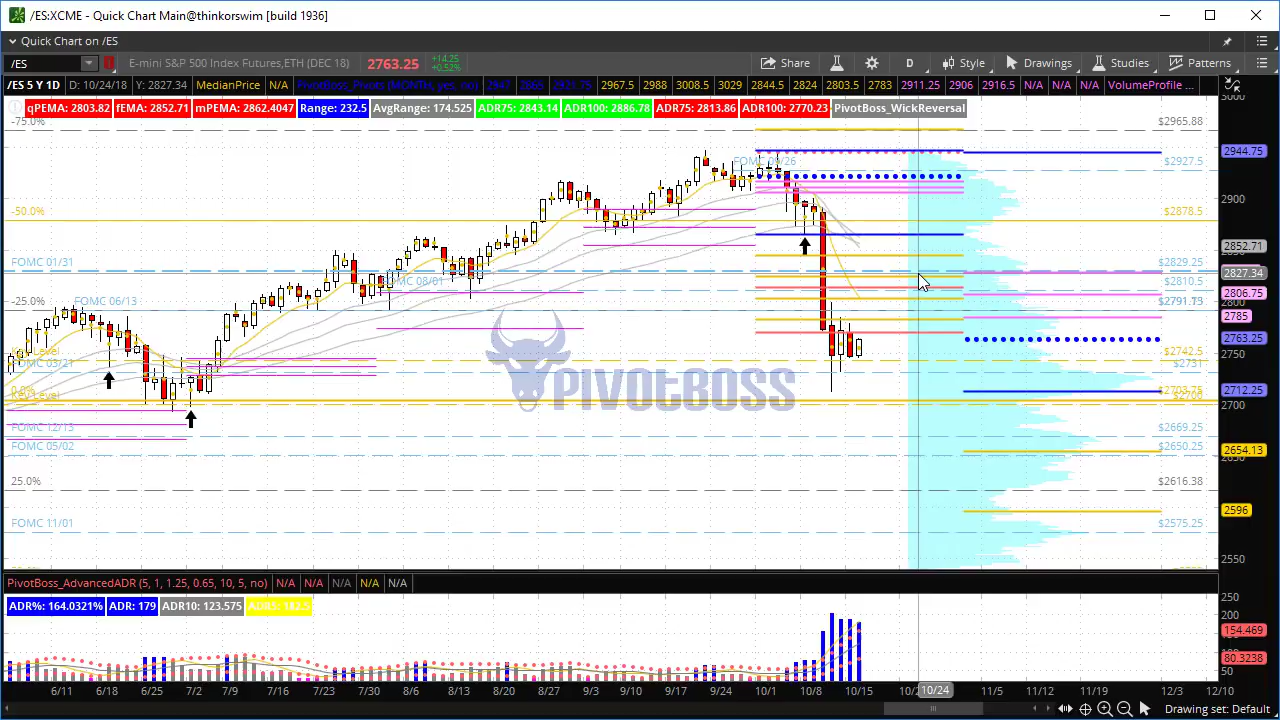 /ES:XCME - Quick Chart Main@thinkorswim [build 1936]
Quick Chart on /ES
/ES E-mini S&P 500 Index Futures,ETH (DEC 18) 2763.25 +14.25 +0.52% Share D Style Drawings Studies Patterns
/ES 5 Y 1D D: 10/24/18 Y: 2827.34 MedianPrice N/A PivotBoss_Pivots (MONTH, yes, no) 2947 2865 2967.5 2988 3008.5 3029 2844.5 2824 2803.5 2783 2911.25 2906 2916.5 N/A N/A N/A VolumeProfile ...
qPEMA: 2803.82 fEMA: 2852.71 mPEMA: 2862.4047 Range: 232.5 AvgRange: 174.525 ADR75: 2843.14 ADR100: 2886.78 ADR75: 2813.86 ADR100: 2770.23 PivotBoss_WickReversal
-75.0% $2965.88
2944.75
FOMC 09/26 $2927.5
2900
-50.0% $2878.5
2852.71
FOMC 01/31 $2829.25
2827.34
FOMC 08/01 $2810.5
2806.75
-25.0% FOMC 06/13 $2791.73 2800
2785
2763.25
Key Level $2742.5 2750
FOMC 03/21 $2731
0.0% Key Level 2712.25
2700
FOMC 12/13 $2669.25
FOMC 05/02 $2650.25 2654.13
25.0% $2616.38
2596
FOMC 11/01 $2575.25
2550
PIVOTBOSS
PivotBoss_AdvancedADR (5, 1, 1.25, 0.65, 10, 5, no) N/A N/A N/A N/A N/A
ADR%: 164.0321% ADR: 179 ADR10: 123.575 ADR5: 182.5
250
200
154.469
80.3238
50
6/11 6/18 6/25 7/2 7/9 7/16 7/23 7/30 8/6 8/13 8/20 8/27 9/3 9/10 9/17 9/24 10/1 10/8 10/15 10/24 11/5 11/12 11/19 12/3 12/10
Drawing set: Default